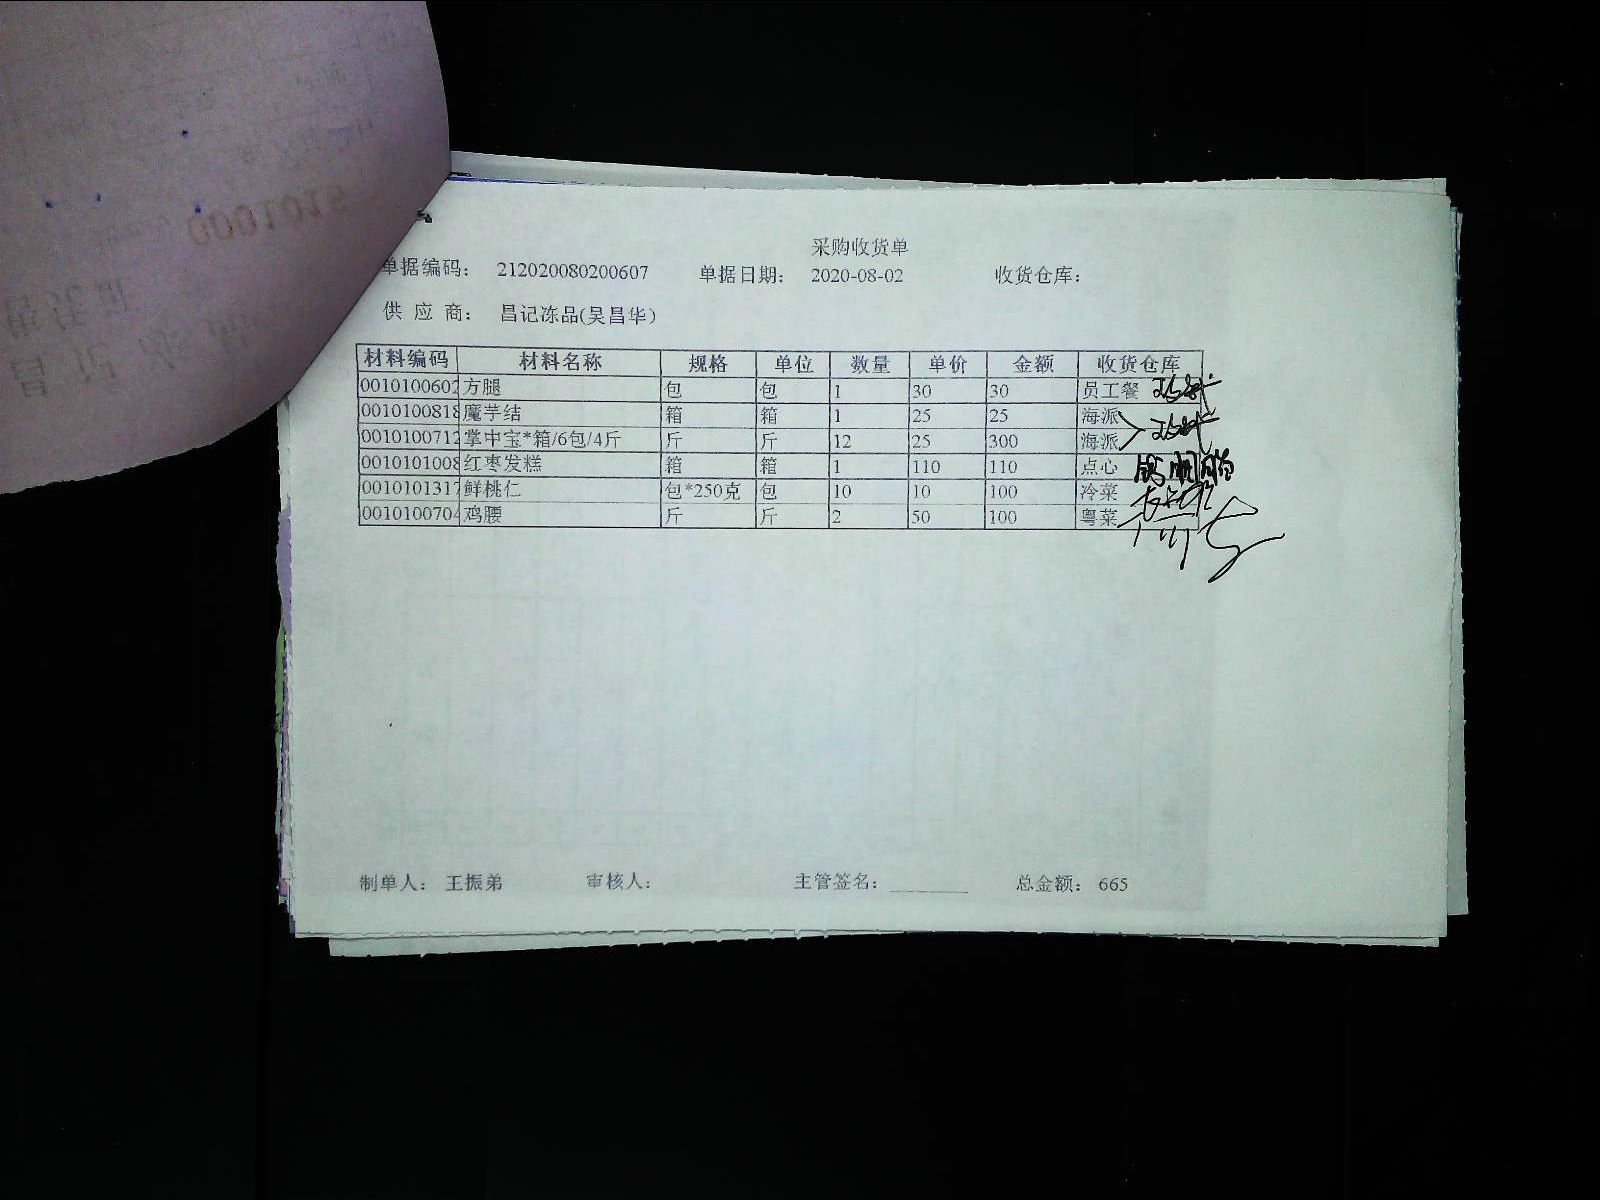 采购收货单
单据编码： 212020080200607 单据日期： 2020-08-02 收货仓库：
供 应 商： 昌记冻品(吴昌华)
材料编码 材料名称 规格 单位 数量 单价 金额 收货仓库
0010100602 方腿 包 包 1 30 30 员工餐
0010100818 魔芋结 箱 箱 1 25 25 海派
0010100712 掌中宝*箱/6包/4斤 斤 斤 12 25 300 海派
0010101008 红枣发糕 箱 箱 1 110 110 点心
0010101317 鲜桃仁 包*250克 包 10 10 100 冷菜
0010100704 鸡腰 斤 斤 2 50 100 粤菜
制单人： 王振弟 审核人： 主管签名： ________ 总金额： 665